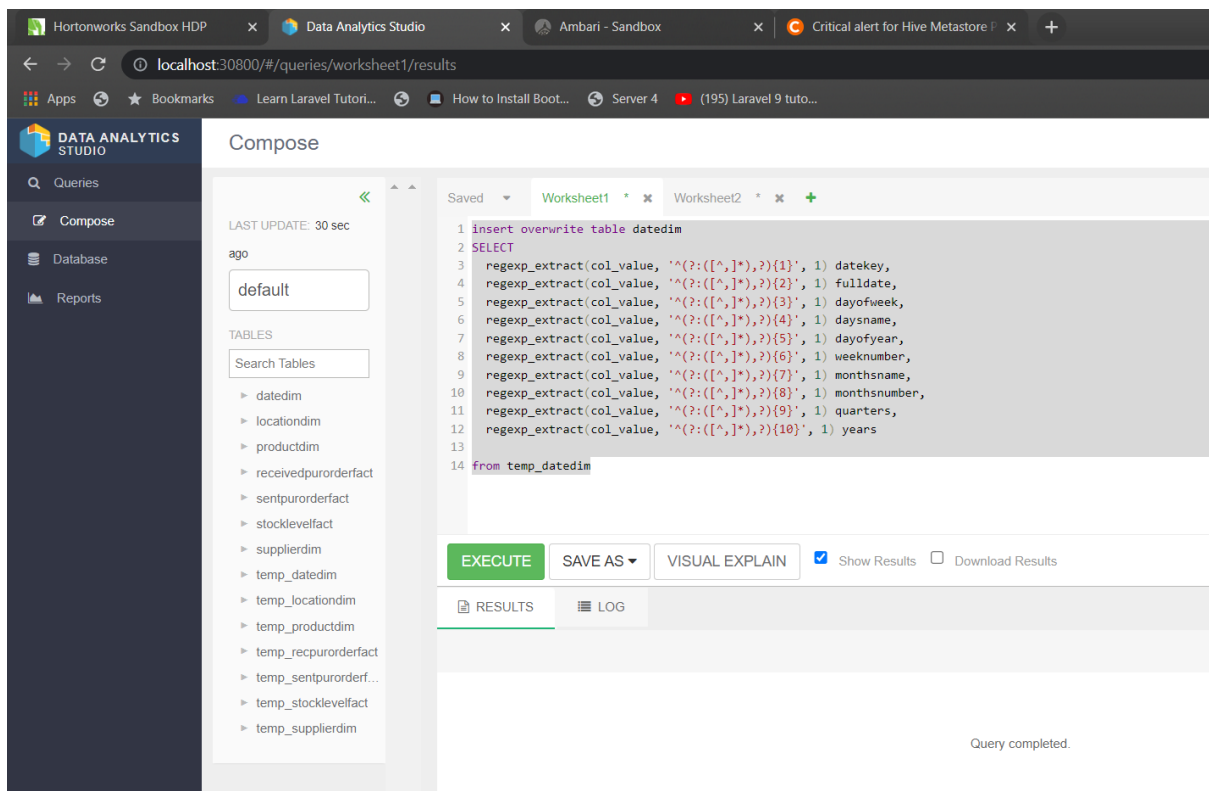 Hortonworks Sandbox HDP
Data Analytics Studio
Ambari - Sandbox
Critical alert for Hive Metastore P
localhost:30800/#/queries/worksheet1/results
Apps
Bookmarks
Learn Laravel Tutori...
How to Install Boot...
Server 4
(195) Laravel 9 tuto...
DATA ANALYTICS
STUDIO
Compose
Queries
Compose
Database
Reports
LAST UPDATE: 30 sec
ago
default
TABLES
Search Tables
datedim
locationdim
productdim
receivedpurorderfact
sentpurorderfact
stocklevelfact
supplierdim
temp_datedim
temp_locationdim
temp_productdim
temp_recpurorderfact
temp_sentpurorderf...
temp_stocklevelfact
temp_supplierdim
Saved
Worksheet1 *
Worksheet2 *
1 insert overwrite table datedim
2 SELECT
3 regexp_extract(col_value, '^(?:([^,]*),?){1}', 1) datekey,
4 regexp_extract(col_value, '^(?:([^,]*),?){2}', 1) fulldate,
5 regexp_extract(col_value, '^(?:([^,]*),?){3}', 1) dayofweek,
6 regexp_extract(col_value, '^(?:([^,]*),?){4}', 1) daysname,
7 regexp_extract(col_value, '^(?:([^,]*),?){5}', 1) dayofyear,
8 regexp_extract(col_value, '^(?:([^,]*),?){6}', 1) weeknumber,
9 regexp_extract(col_value, '^(?:([^,]*),?){7}', 1) monthsname,
10 regexp_extract(col_value, '^(?:([^,]*),?){8}', 1) monthsnumber,
11 regexp_extract(col_value, '^(?:([^,]*),?){9}', 1) quarters,
12 regexp_extract(col_value, '^(?:([^,]*),?){10}', 1) years
13
14 from temp_datedim
EXECUTE
SAVE AS
VISUAL EXPLAIN
Show Results
Download Results
RESULTS
LOG
Query completed.